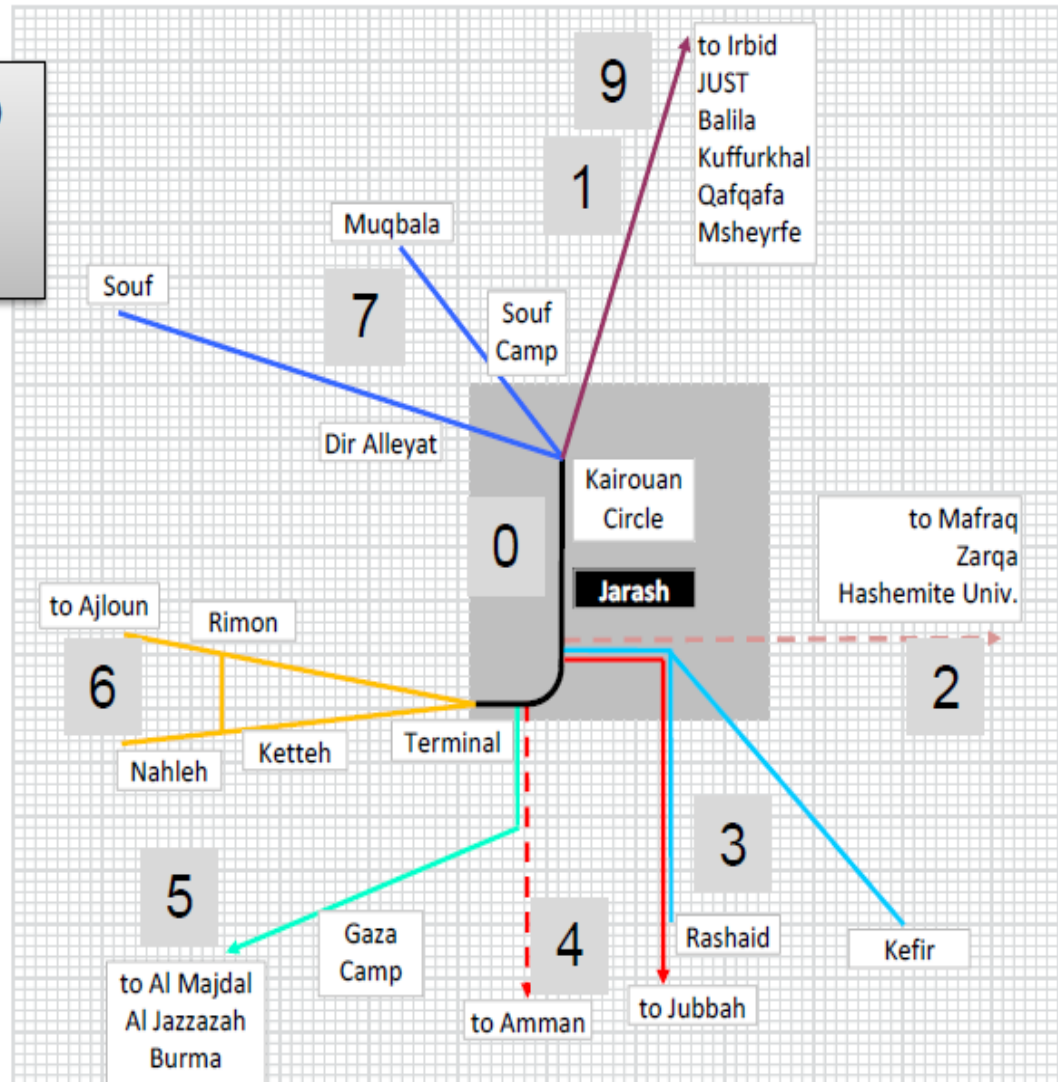 to Irbid
JUST
Balila
Kuffurkhal
Qafqafa
Msheyrfe
9
1
Muqbala
7
Souf
Souf
Camp
Dir Alleyat
Kairouan
Circle
0
Jarash
to Mafraq
Zarqa
Hashemite Univ.
2
to Ajloun
Rimon
6
Nahleh
Ketteh
Terminal
3
5
4
Gaza
Camp
Rashaid
Kefir
to Al Majdal
Al Jazzazah
Burma
to Amman
to Jubbah